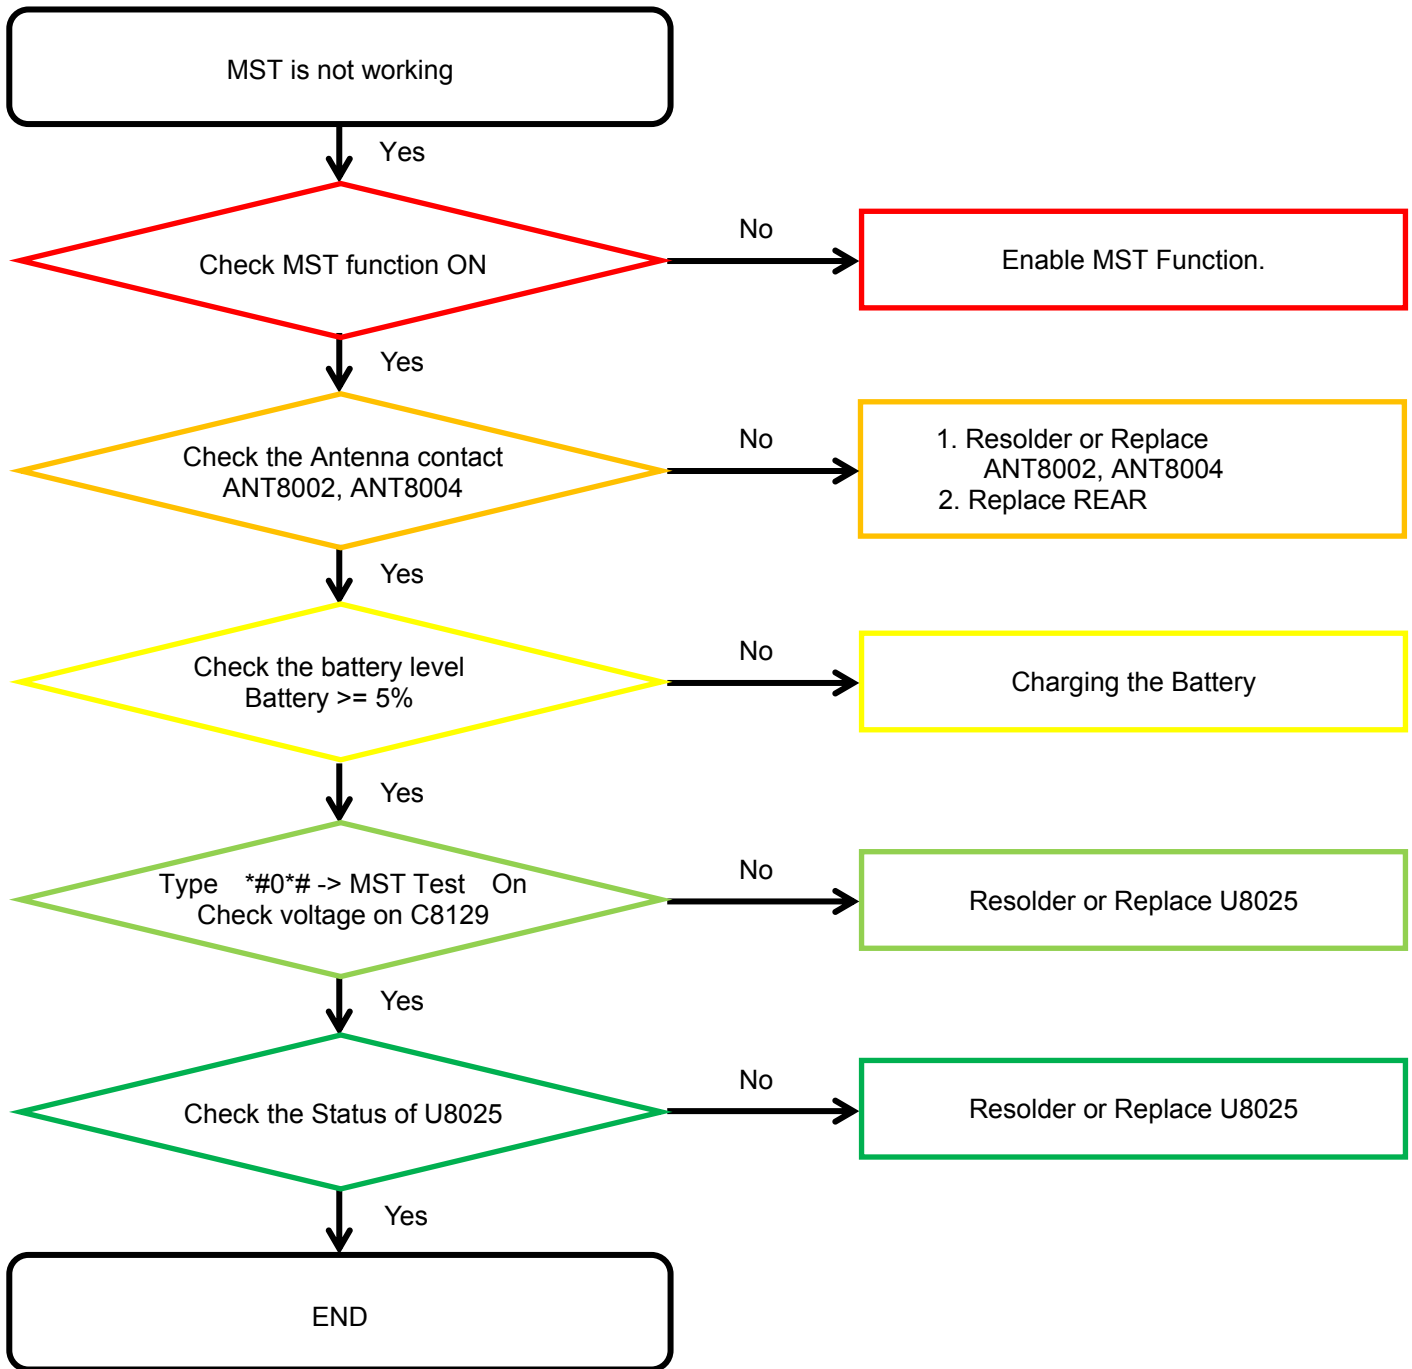 MST is not working
Yes
Check MST function ON
No
Enable MST Function.
Yes
Check the Antenna contact
ANT8002, ANT8004
No
1. Resolder or Replace
ANT8002, ANT8004
2. Replace REAR
Yes
Check the battery level
Battery >= 5%
No
Charging the Battery
Yes
Type *#0*# -> MST Test On
Check voltage on C8129
No
Resolder or Replace U8025
Yes
Check the Status of U8025
No
Resolder or Replace U8025
Yes
END